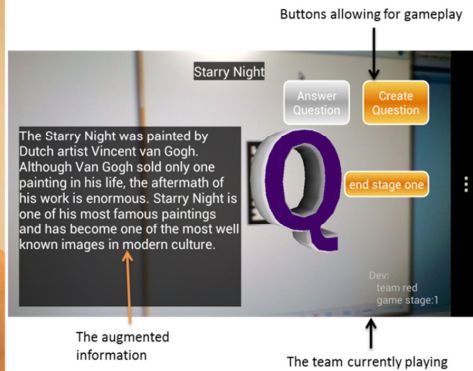 Buttons allowing for gameplay
Starry Night
Answer
Question
Create
Question
The Starry Night was painted by
Dutch artist Vincent van Gogh.
Although Van Gogh sold only one
painting in his life, the aftermath of
his work is enormous. Starry Night is
one of his most famous paintings
and has become one of the most well
known images in modern culture.
Q
end stage one
Dev:
team red
game stage:1
The augmented
information
The team currently playing